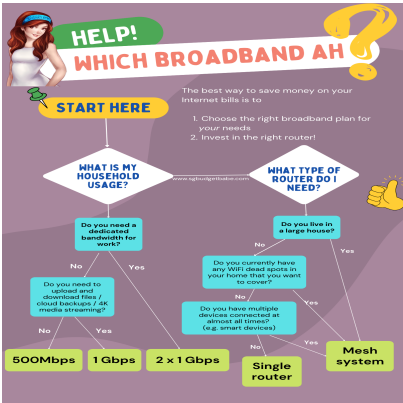 HELP!
WHICH BROADBAND AH
?
The best way to save money on your
Internet bills is to
1. Choose the right broadband plan for
your needs
2. Invest in the right router!
START HERE
WHAT IS MY
HOUSEHOLD
USAGE?
www.sgbudgetbabe.com
WHAT TYPE OF
ROUTER DO I
NEED?
Do you need a
dedicated
bandwidth for
work?
No
Yes
Do you need to
upload and
download files /
cloud backups / 4K
media streaming?
No
Yes
500Mbps
1 Gbps
2 x 1 Gbps
Do you live in
a large house?
No
Yes
Do you currently have
any WiFi dead spots in
your home that you want
to cover?
No
Yes
Do you have multiple
devices connected at
almost all times?
(e.g. smart devices)
No
Yes
Single
router
Mesh
system